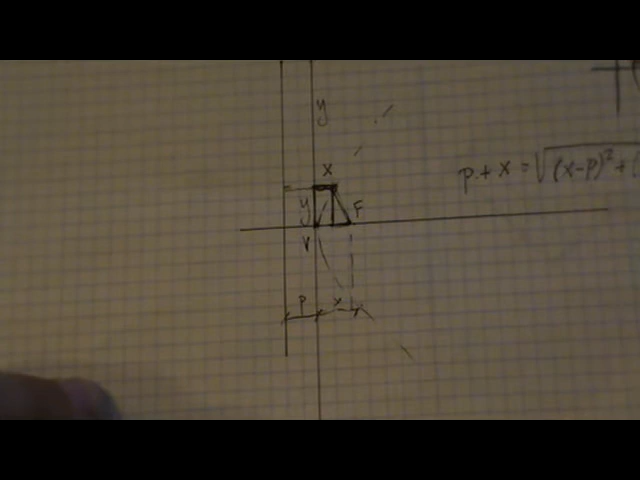 y
x
p + x = √(x-p)² + (
y
F
V
p